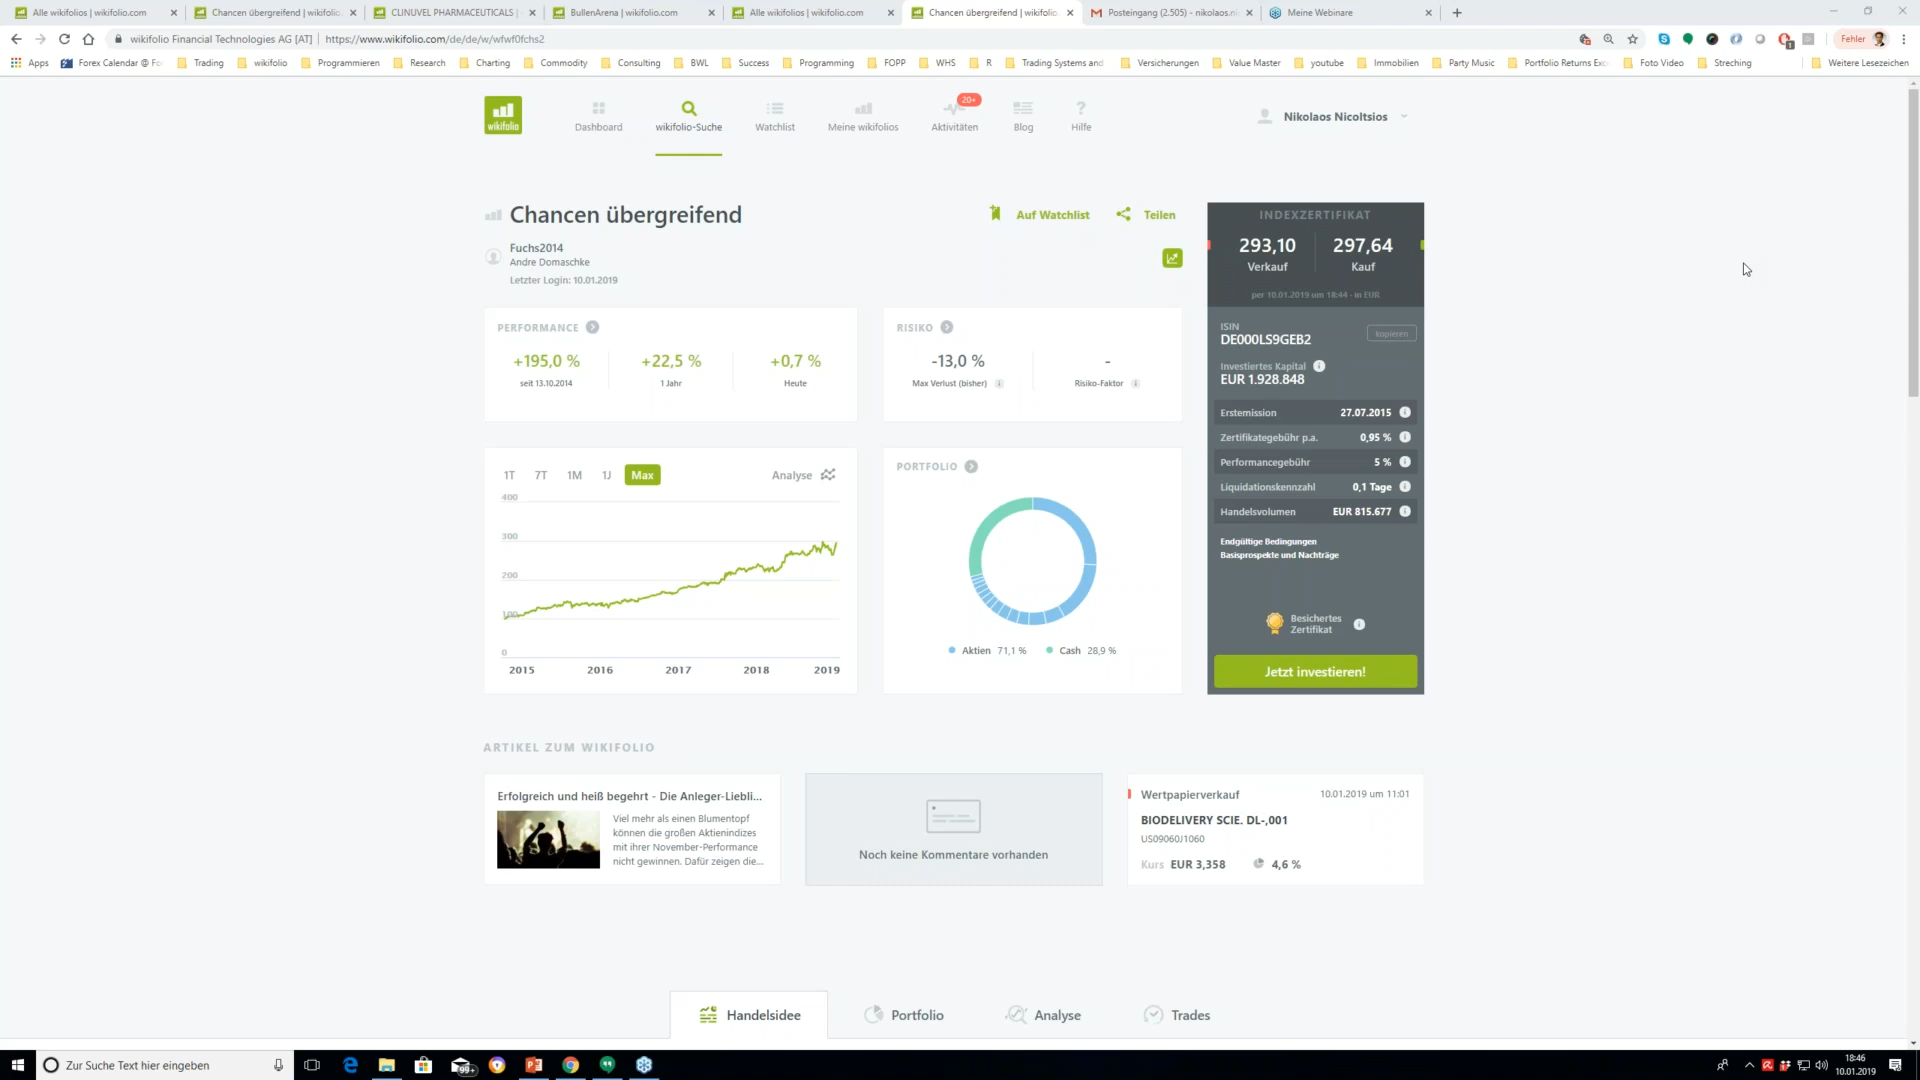 Alle wikifolios | wikifolio.com
Chancen übergreifend | wikifolio.
CLINUVEL PHARMACEUTICALS |
BullenArena | wikifolio.com
Alle wikifolios | wikifolio.com
Chancen übergreifend | wikifolio
Posteingang (2.505) - nikolaos.ni
Meine Webinare
wikifolio Financial Technologies AG [AT] | https://www.wikifolio.com/de/de/w/wfwf0fchs2
Fehler
Apps
Forex Calendar @ Fo
Trading
wikifolio
Programmieren
Research
Charting
Commodity
Consulting
BWL
Success
Programming
FOPP
WHS
R
Trading Systems and
Versicherungen
Value Master
youtube
Immobilien
Party Music
Portfolio Returns Exc
Foto Video
Streching
Weitere Lesezeichen
wikifolio
Dashboard
wikifolio-Suche
Watchlist
Meine wikifolios
20+
Aktivitäten
Blog
?
Hilfe
Nikolaos Nicoltsios
Chancen übergreifend
Auf Watchlist
Teilen
Fuchs2014
Andre Domaschke
Letzter Login: 10.01.2019
PERFORMANCE
+195,0 %
+22,5 %
+0,7 %
seit 13.10.2014
1 Jahr
Heute
RISIKO
-13,0 %
-
Max Verlust (bisher)
Risiko-Faktor
1T
7T
1M
1J
Max
Analyse
400
300
200
100
0
2015
2016
2017
2018
2019
PORTFOLIO
Aktien 71,1 %
Cash 28,9 %
INDEXZERTIFIKAT
293,10
297,64
Verkauf
Kauf
per 10.01.2019 um 18:44 - in EUR
ISIN
DE000LS9GEB2
kopieren
Investiertes Kapital
EUR 1.928.848
Erstemission 27.07.2015
Zertifikategebühr p.a. 0,95 %
Performancegebühr 5 %
Liquidationskennzahl 0,1 Tage
Handelsvolumen EUR 815.677
Endgültige Bedingungen
Basisprospekte und Nachträge
Besichertes
Zertifikat
Jetzt investieren!
ARTIKEL ZUM WIKIFOLIO
Erfolgreich und heiß begehrt - Die Anleger-Liebli...
Viel mehr als einen Blumentopf
können die großen Aktienindizes
mit ihrer November-Performance
nicht gewinnen. Dafür zeigen die...
Noch keine Kommentare vorhanden
Wertpapierverkauf
10.01.2019 um 11:01
BIODELIVERY SCIE. DL-,001
US09060J1060
Kurs EUR 3,358
4,6 %
Handelsidee
Portfolio
Analyse
Trades
Zur Suche Text hier eingeben
99+
18:46
10.01.2019